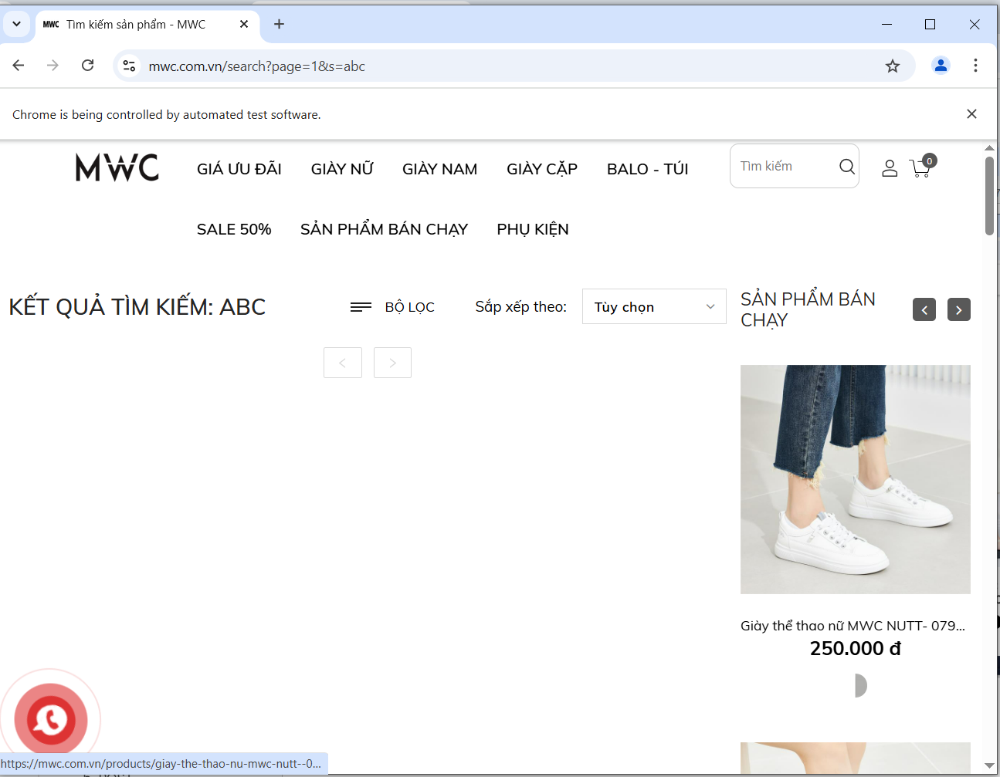 MWC Tìm kiếm sản phẩm - MWC
mwc.com.vn/search?page=1&s=abc
Chrome is being controlled by automated test software.
MWC
GIÁ ƯU ĐÃI GIÀY NỮ GIÀY NAM GIÀY CẶP BALO - TÚI
Tìm kiếm
0
SALE 50% SẢN PHẨM BÁN CHẠY PHỤ KIỆN
KẾT QUẢ TÌM KIẾM: ABC
BỘ LỌC
Sắp xếp theo:
Tùy chọn
SẢN PHẨM BÁN
CHẠY
Giày thể thao nữ MWC NUTT- 079...
250.000 đ
https://mwc.com.vn/products/giay-the-thao-nu-mwc-nutt--0...